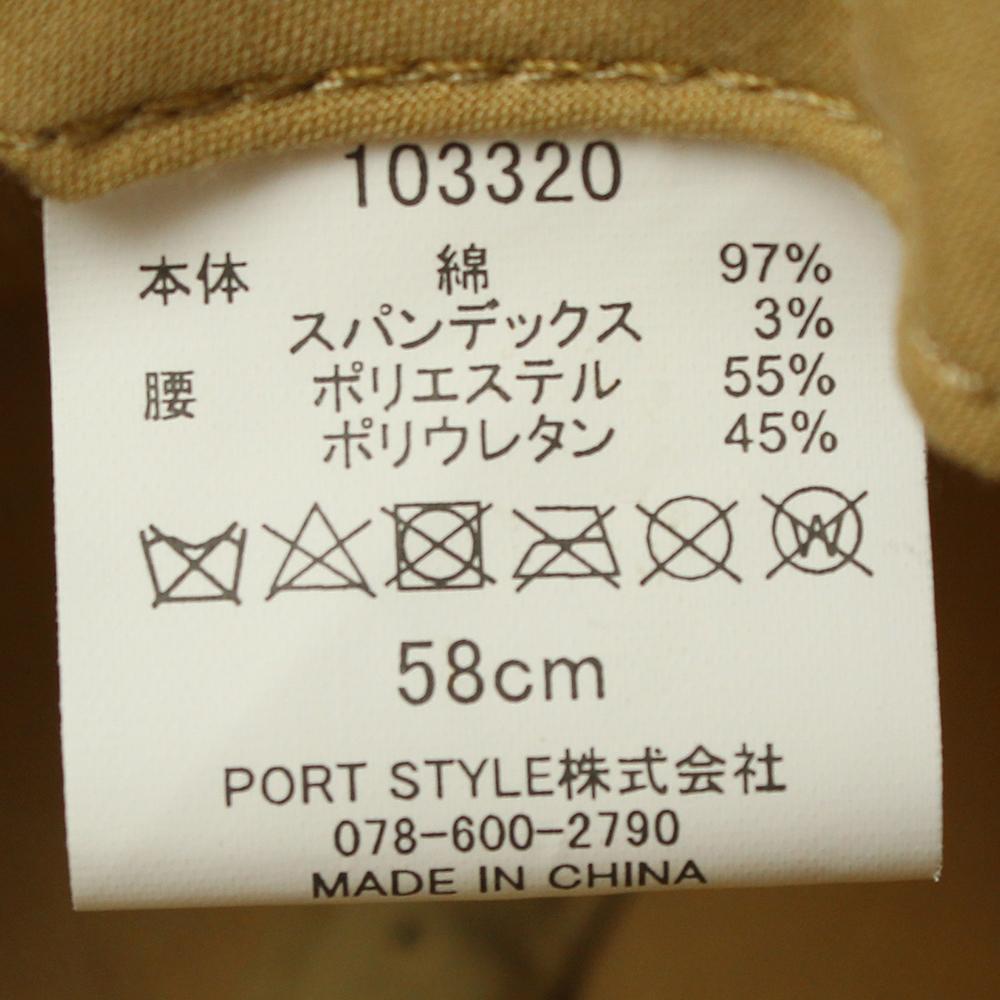 103320
本体 綿 97%
スパンデックス 3%
腰 ポリエステル 55%
ポリウレタン 45%
W
58cm
PORT STYLE株式会社
078-600-2790
MADE IN CHINA